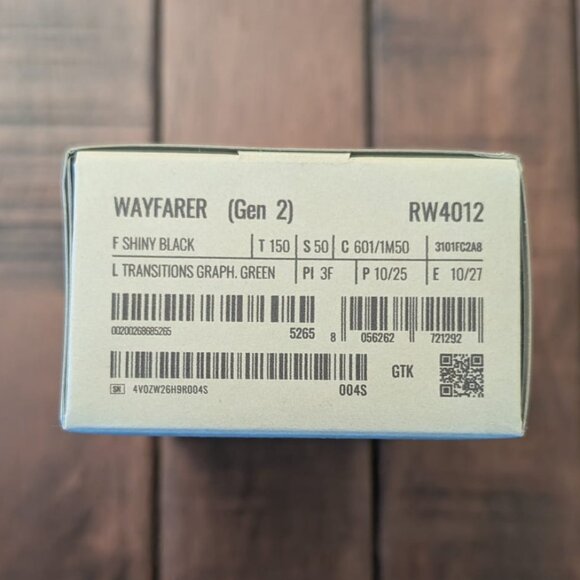 WAYFARER (Gen 2) RW4012
F SHINY BLACK T 150 S 50 C 601/1M50 3101FC2A8
L TRANSITIONS GRAPH. GREEN PI 3F P 10/25 E 10/27
00200268685265 5265 8 056262 721292
SN 4V0ZW26H9R004S 004S GTK